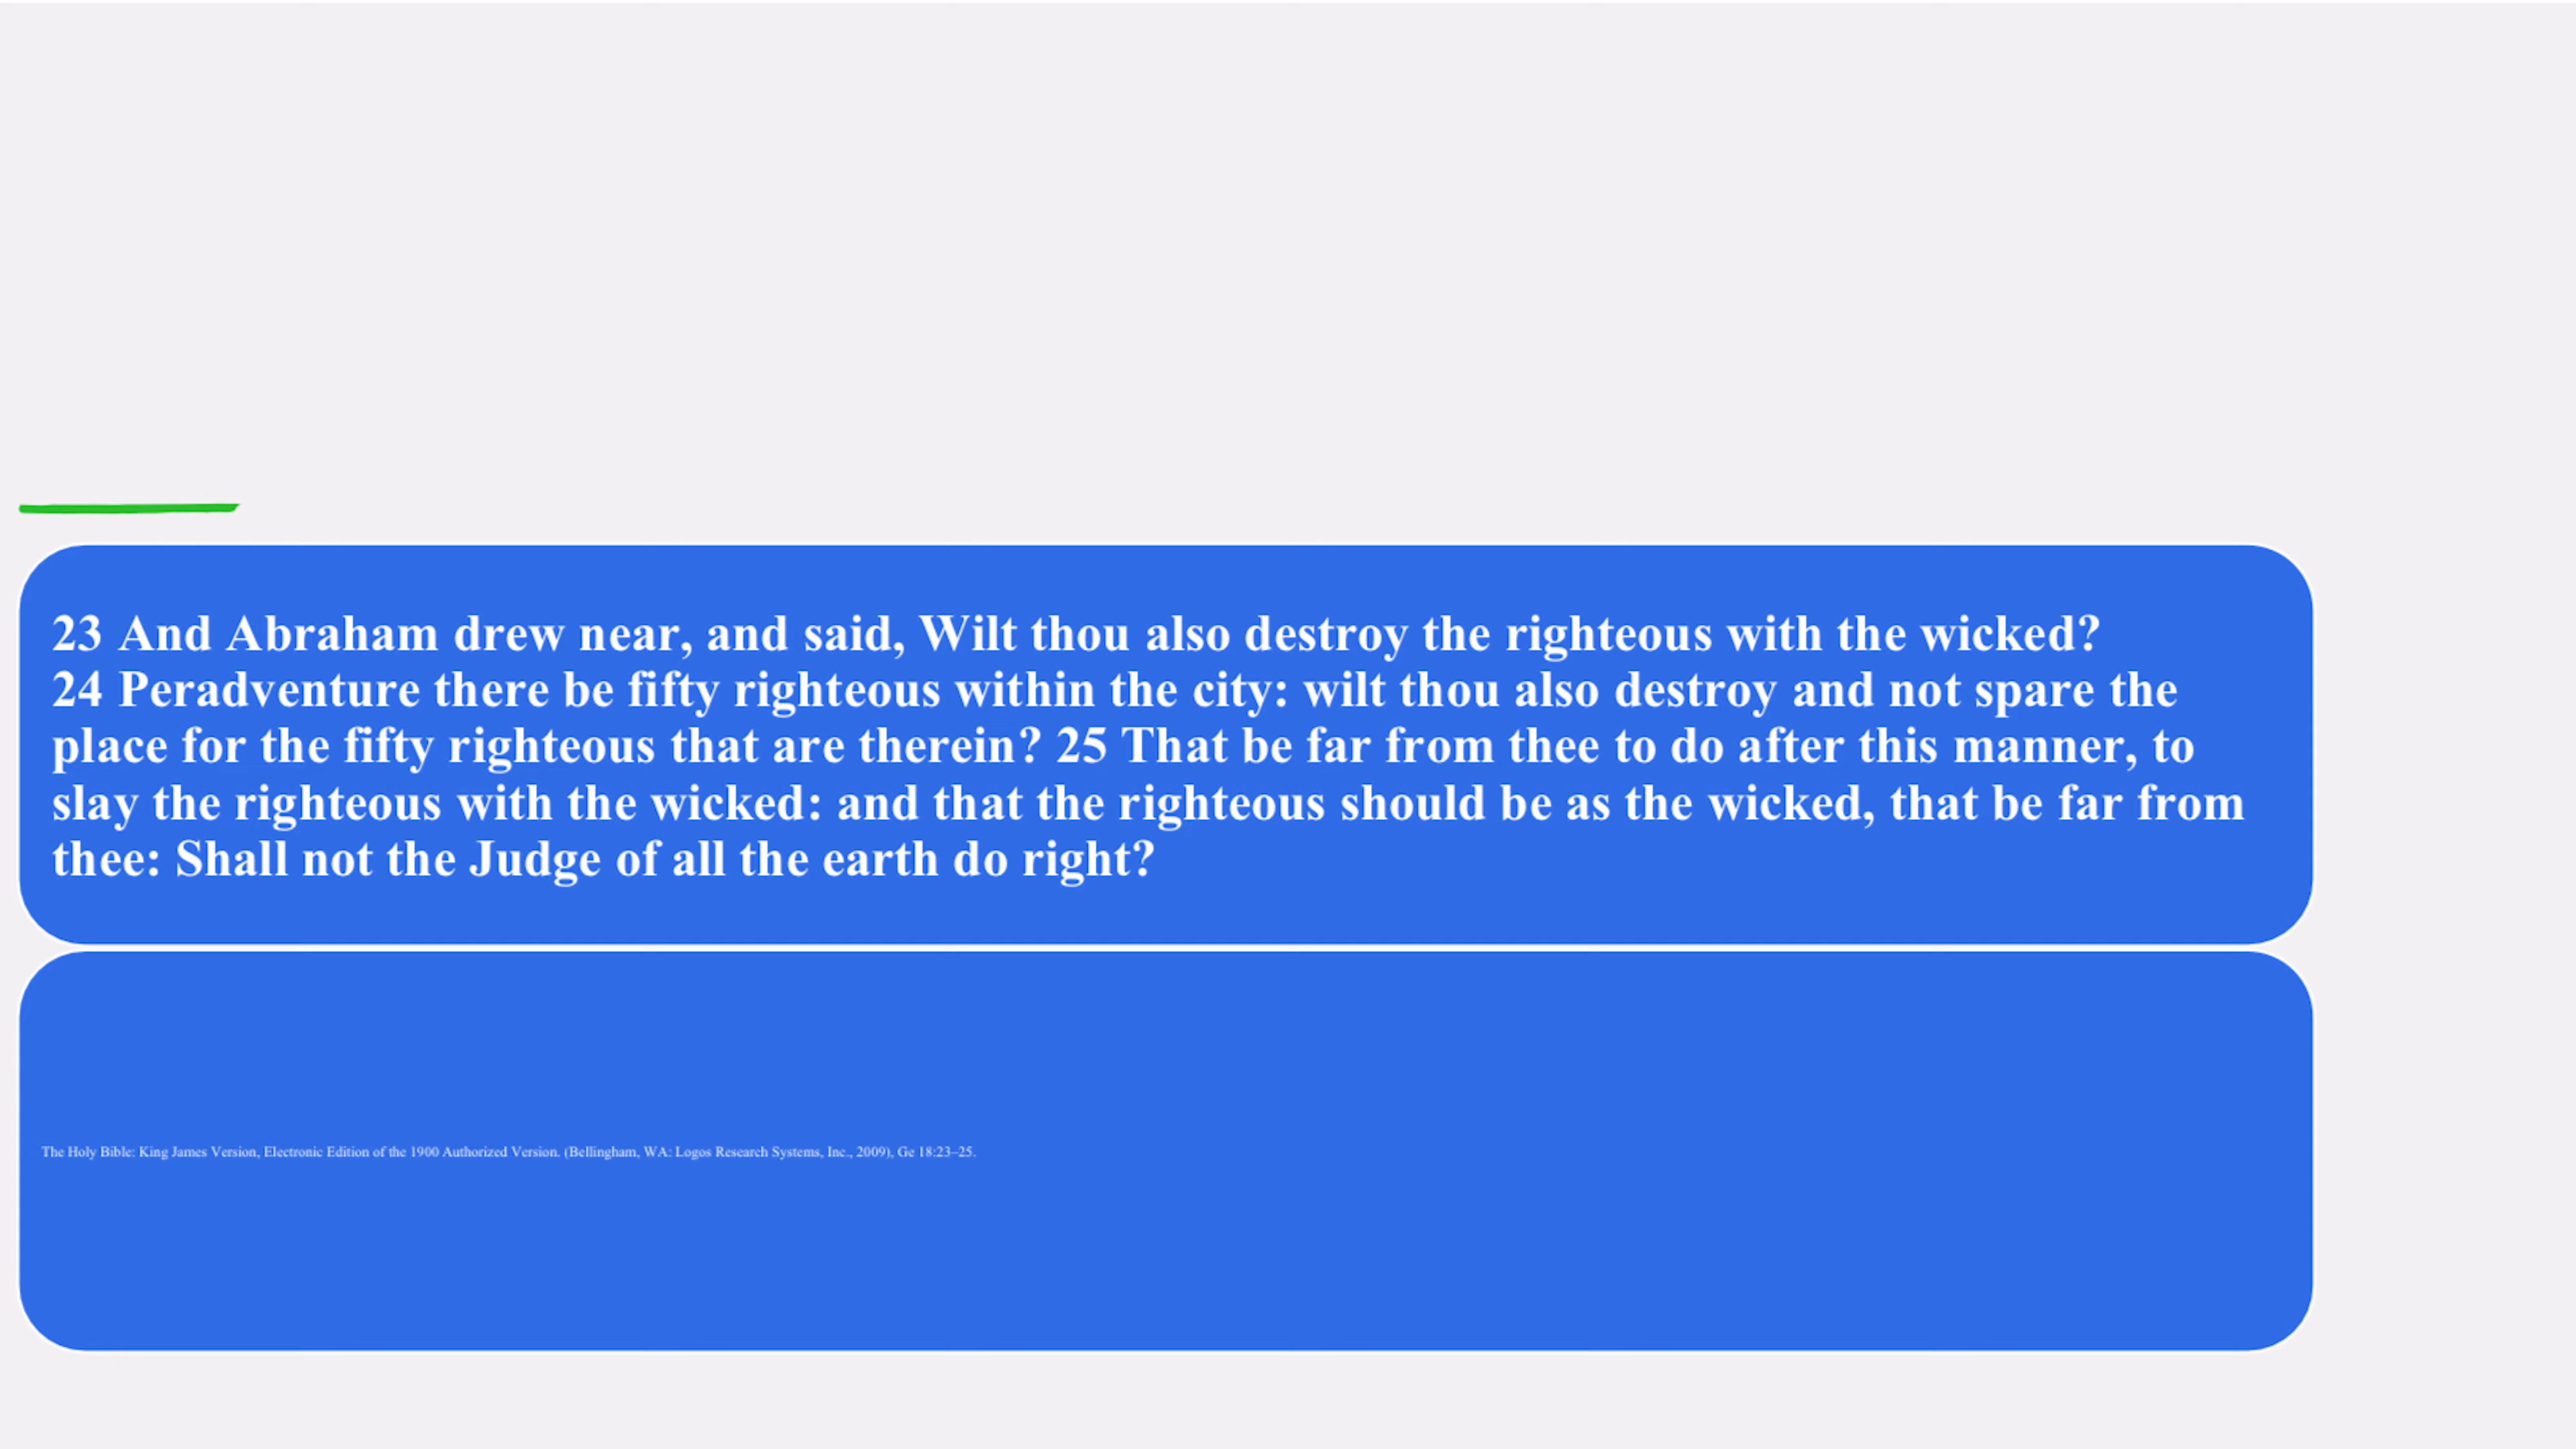 23 And Abraham drew near, and said, Wilt thou also destroy the righteous with the wicked?
24 Peradventure there be fifty righteous within the city: wilt thou also destroy and not spare the
place for the fifty righteous that are therein? 25 That be far from thee to do after this manner, to
slay the righteous with the wicked: and that the righteous should be as the wicked, that be far from
thee: Shall not the Judge of all the earth do right?
The Holy Bible: King James Version, Electronic Edition of the 1900 Authorized Version. (Bellingham, WA: Logos Research Systems, Inc., 2009), Ge 18:23–25.